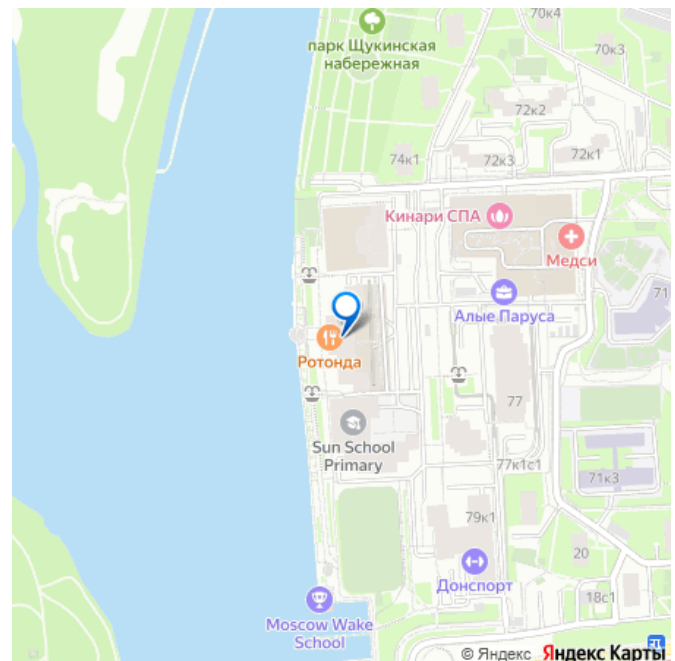 70к4
парк Щукинская
набережная
70к3
72к2
74к1
72к3
72к1
Кинари СПА
Медси
71
Алые Паруса
Ротонда
77
Sun School
Primary
77к1с1
71к3
79к1
20
Донспорт
18с1
Moscow Wake
School
© Яндекс Яндекс Карты